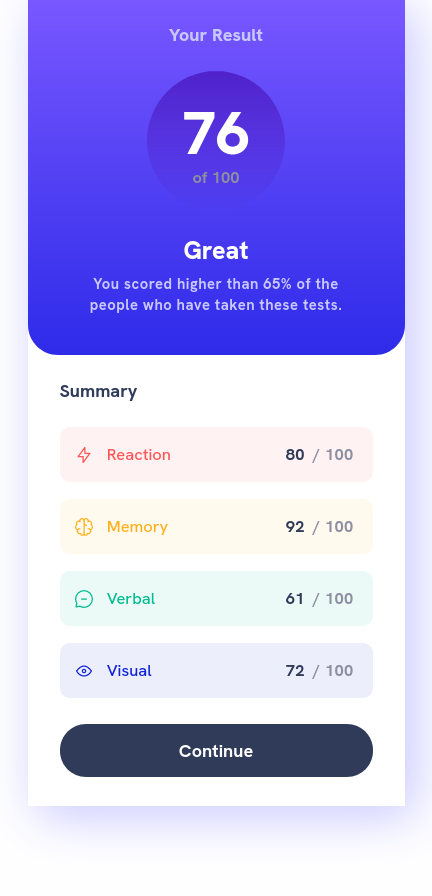 Your Result
76
of 100
Great
You scored higher than 65% of the
people who have taken these tests.
Summary
Reaction 80 / 100
Memory 92 / 100
Verbal 61 / 100
Visual 72 / 100
Continue